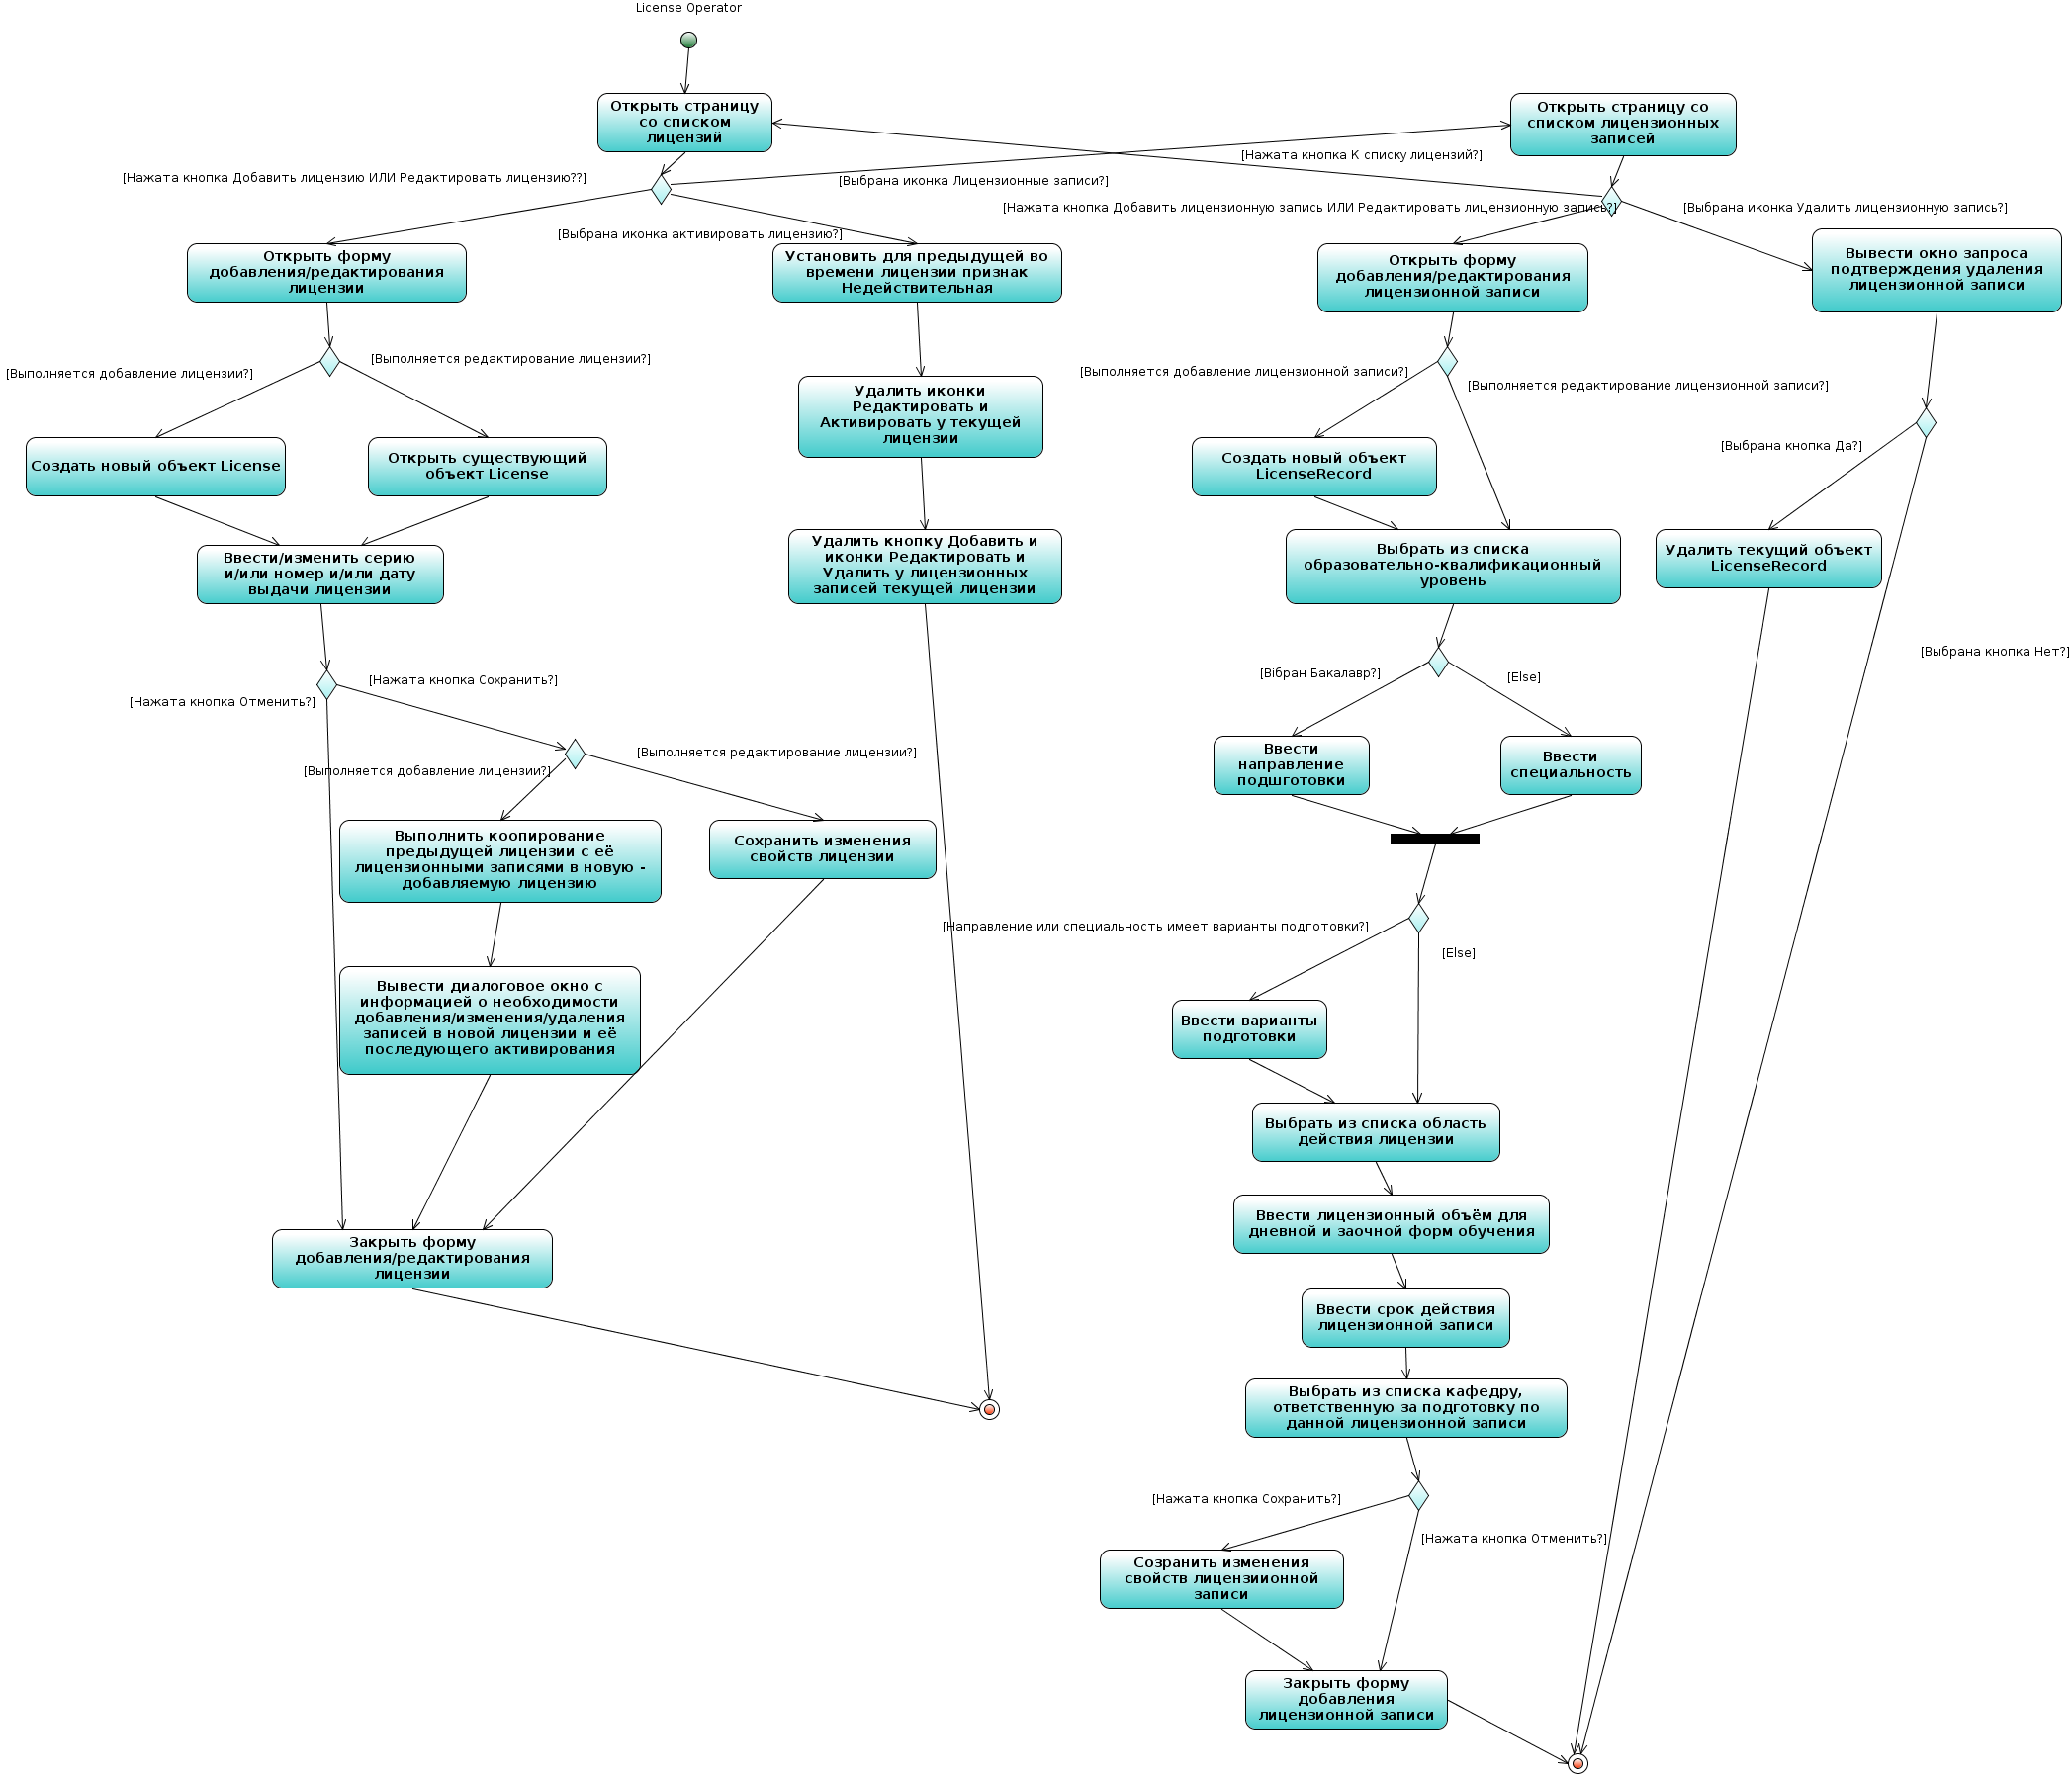 License Operator
Открыть страницу
со списком
лицензий
Открыть страницу со
списком лицензионных
записей
[Нажата кнопка К списку лицензий?]
[Нажата кнопка Добавить лицензию ИЛИ Редактировать лицензию??]
[Выбрана иконка Лицензионные записи?]
[Нажата кнопка Добавить лицензионную запись ИЛИ Редактировать лицензионную запись?]
[Выбрана иконка Удалить лицензионную запись?]
[Выбрана иконка активировать лицензию?]
Открыть форму
добавления/редактирования
лицензии
Установить для предыдущей во
времени лицензии признак
Недействительная
Открыть форму
добавления/редактирования
лицензионной записи
Вывести окно запроса
подтверждения удаления
лицензионной записи
[Выполняется добавление лицензии?]
[Выполняется редактирование лицензии?]
[Выполняется добавление лицензионной записи?]
[Выполняется редактирование лицензионной записи?]
Удалить иконки
Редактировать и
Активировать у текущей
лицензии
[Выбрана кнопка Да?]
Создать новый объект License
Открыть существующий
объект License
Создать новый объект
LicenseRecord
Ввести/изменить серию
и/или номер и/или дату
выдачи лицензии
Удалить кнопку Добавить и
иконки Редактировать и
Удалить у лицензионных
записей текущей лицензии
Выбрать из списка
образовательно-квалификационный
уровень
Удалить текущий объект
LicenseRecord
[Выбрана кнопка Нет?]
[Нажата кнопка Сохранить?]
[Нажата кнопка Отменить?]
[Вібран Бакалавр?]
[Else]
[Выполняется добавление лицензии?]
[Выполняется редактирование лицензии?]
Ввести
направление
подшготовки
Ввести
специальность
Выполнить коопирование
предыдущей лицензии с её
лицензионными записями в новую -
добавляемую лицензию
Сохранить изменения
свойств лицензии
[Направление или специальность имеет варианты подготовки?]
[Else]
Вывести диалоговое окно с
информацией о необходимости
добавления/изменения/удаления
записей в новой лицензии и её
последующего активирования
Ввести варианты
подготовки
Выбрать из списка область
действия лицензии
Закрыть форму
добавления/редактирования
лицензии
Ввести лицензионный объём для
дневной и заочной форм обучения
Ввести срок действия
лицензионной записи
Выбрать из списка кафедру,
ответственную за подготовку по
данной лицензионной записи
[Нажата кнопка Сохранить?]
[Нажата кнопка Отменить?]
Созранить изменения
свойств лицензиионной
записи
Закрыть форму
добавления
лицензионной записи